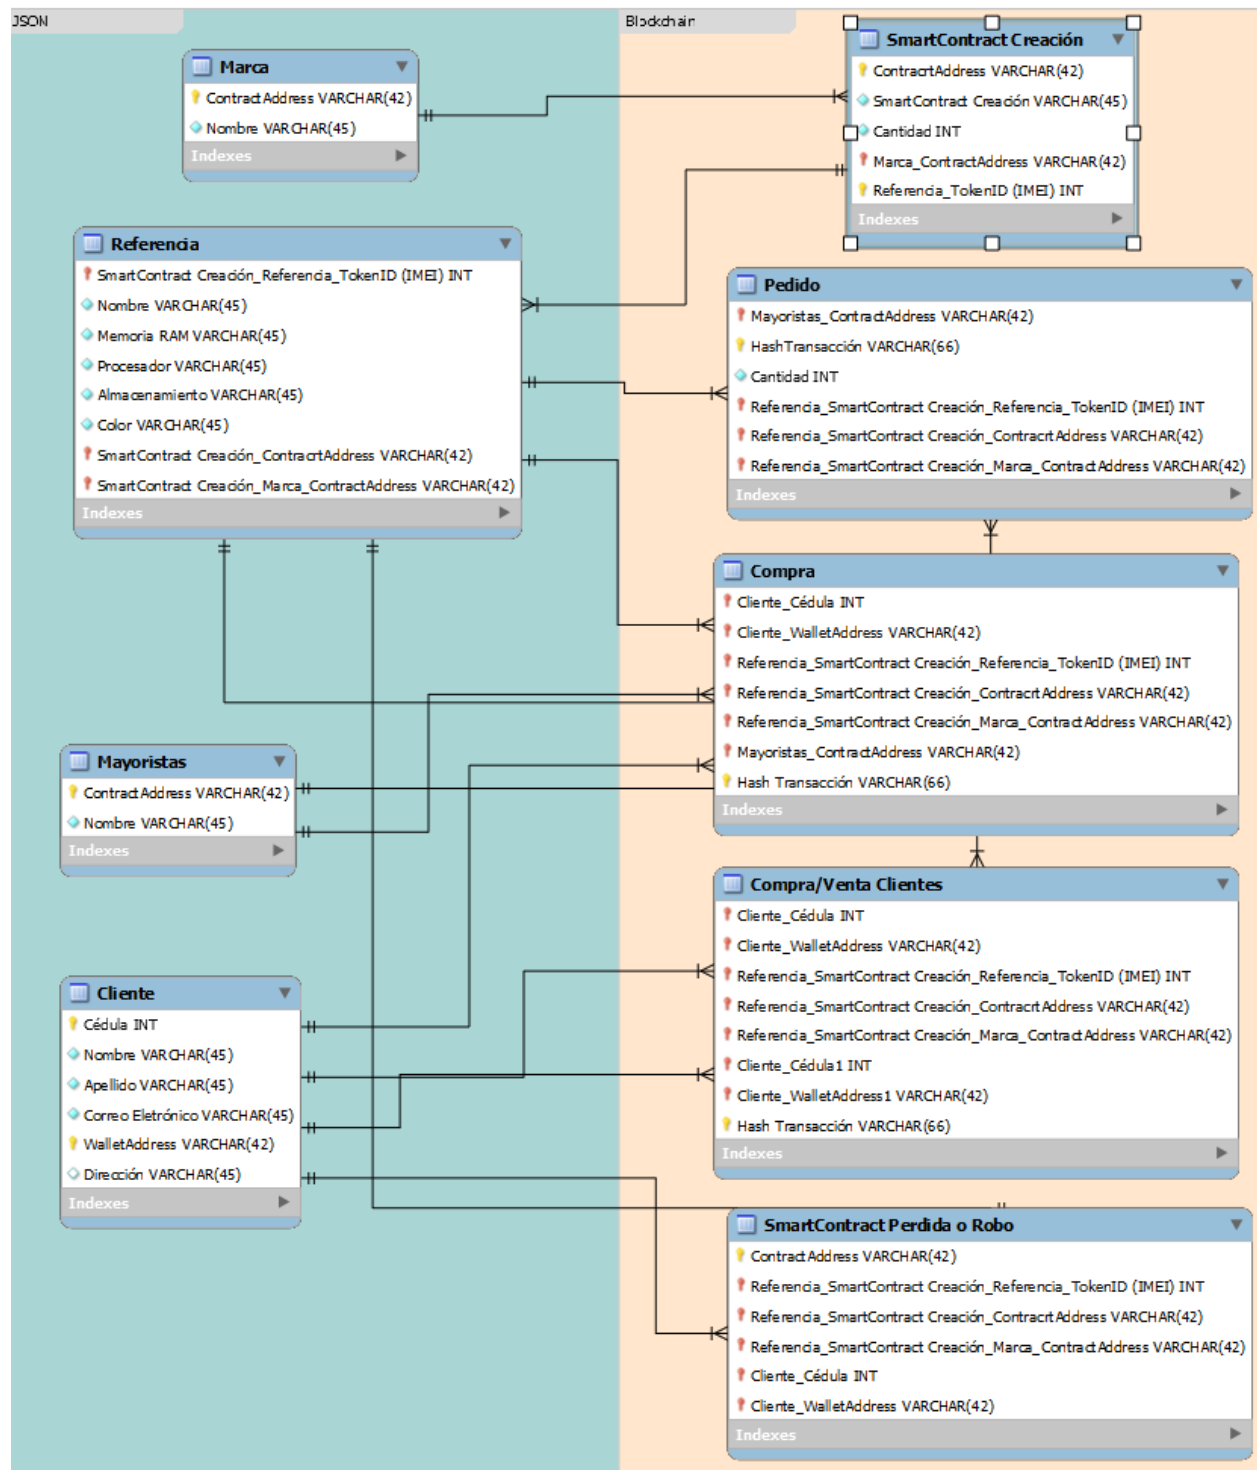 JSON
Marca
ContractAddress VARCHAR(42)
Nombre VARCHAR(45)
Indexes
Referencia
SmartContract Creación_Referencia_TokenID (IMEI) INT
Nombre VARCHAR(45)
Memoria RAM VARCHAR(45)
Procesador VARCHAR(45)
Almacenamiento VARCHAR(45)
Color VARCHAR(45)
SmartContract Creación_ContracrtAddress VARCHAR(42)
SmartContract Creación_Marca_ContractAddress VARCHAR(42)
Indexes
Mayoristas
ContractAddress VARCHAR(42)
Nombre VARCHAR(45)
Indexes
Cliente
Cédula INT
Nombre VARCHAR(45)
Apellido VARCHAR(45)
Correo Eletrónico VARCHAR(45)
WalletAddress VARCHAR(42)
Dirección VARCHAR(45)
Indexes
Blockchain
SmartContract Creación
ContracrtAddress VARCHAR(42)
SmartContract Creación VARCHAR(45)
Cantidad INT
Marca_ContractAddress VARCHAR(42)
Referencia_TokenID (IMEI) INT
Indexes
Pedido
Mayoristas_ContractAddress VARCHAR(42)
HashTransacción VARCHAR(66)
Cantidad INT
Referencia_SmartContract Creación_Referencia_TokenID (IMEI) INT
Referencia_SmartContract Creación_ContracrtAddress VARCHAR(42)
Referencia_SmartContract Creación_Marca_ContractAddress VARCHAR(42)
Indexes
Compra
Cliente_Cédula INT
Cliente_WalletAddress VARCHAR(42)
Referencia_SmartContract Creación_Referencia_TokenID (IMEI) INT
Referencia_SmartContract Creación_ContracrtAddress VARCHAR(42)
Referencia_SmartContract Creación_Marca_ContractAddress VARCHAR(42)
Mayoristas_ContractAddress VARCHAR(42)
Hash Transacción VARCHAR(66)
Indexes
Compra/Venta Clientes
Cliente_Cédula INT
Cliente_WalletAddress VARCHAR(42)
Referencia_SmartContract Creación_Referencia_TokenID (IMEI) INT
Referencia_SmartContract Creación_ContracrtAddress VARCHAR(42)
Referencia_SmartContract Creación_Marca_ContractAddress VARCHAR(42)
Cliente_Cédula1 INT
Cliente_WalletAddress1 VARCHAR(42)
Hash Transacción VARCHAR(66)
Indexes
SmartContract Perdida o Robo
ContractAddress VARCHAR(42)
Referencia_SmartContract Creación_Referencia_TokenID (IMEI) INT
Referencia_SmartContract Creación_ContracrtAddress VARCHAR(42)
Referencia_SmartContract Creación_Marca_ContractAddress VARCHAR(42)
Cliente_Cédula INT
Cliente_WalletAddress VARCHAR(42)
Indexes